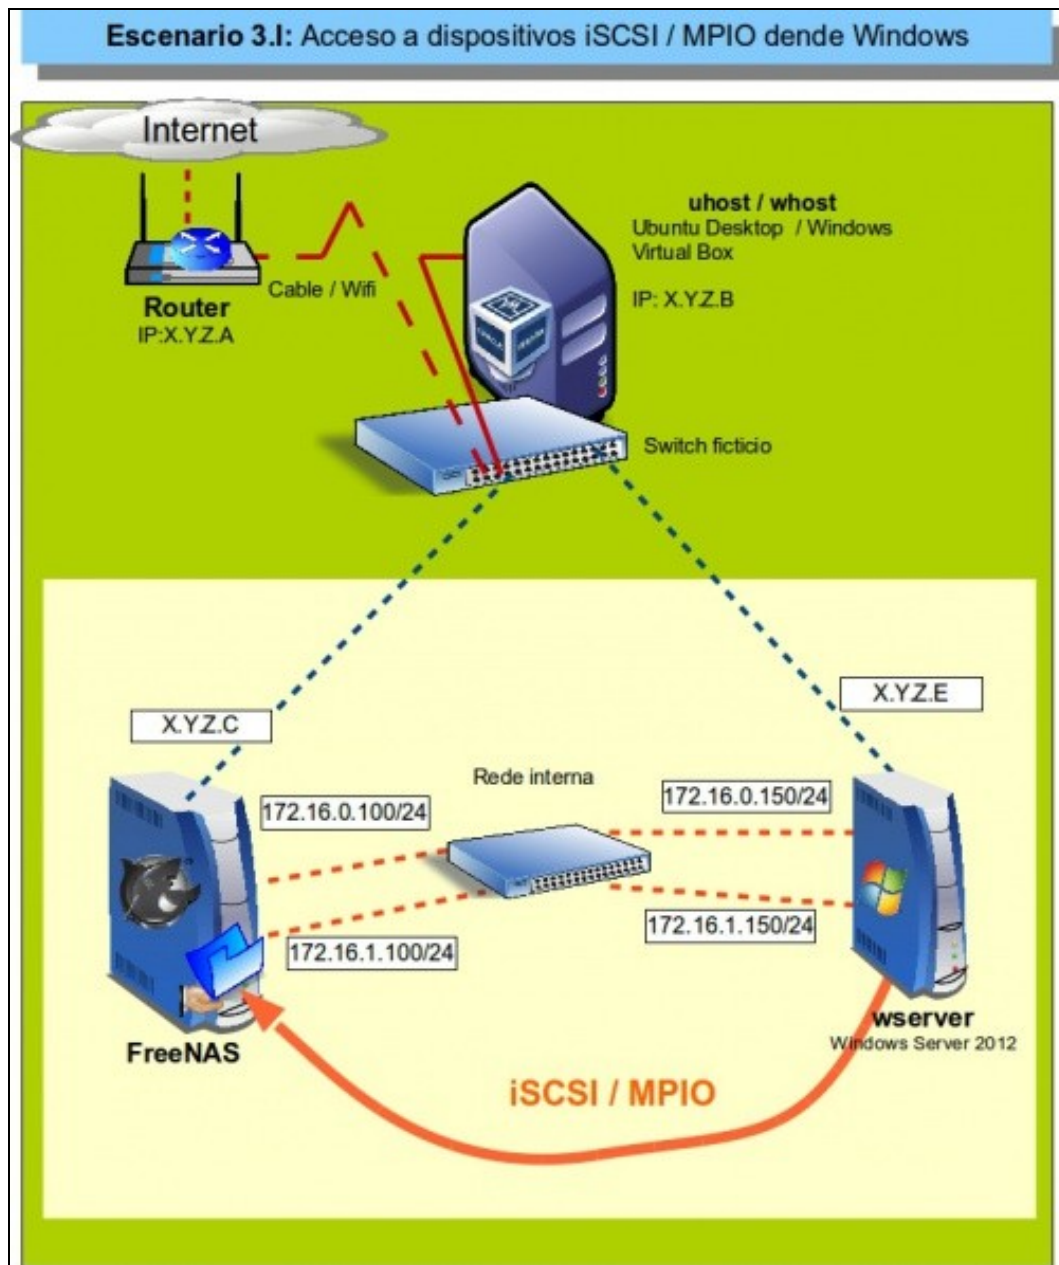 Escenario 3.I: Acceso a dispositivos iSCSI / MPIO dende Windows
Internet
uhost / whost
Ubuntu Desktop / Windows
Virtual Box
IP: X.Y.Z.B
Cable / Wifi
Router
IP:X.Y.Z.A
Switch ficticio
X.Y.Z.C
X.Y.Z.E
Rede interna
172.16.0.100/24
172.16.0.150/24
172.16.1.100/24
172.16.1.150/24
FreeNAS
wserver
Windows Server 2012
iSCSI / MPIO